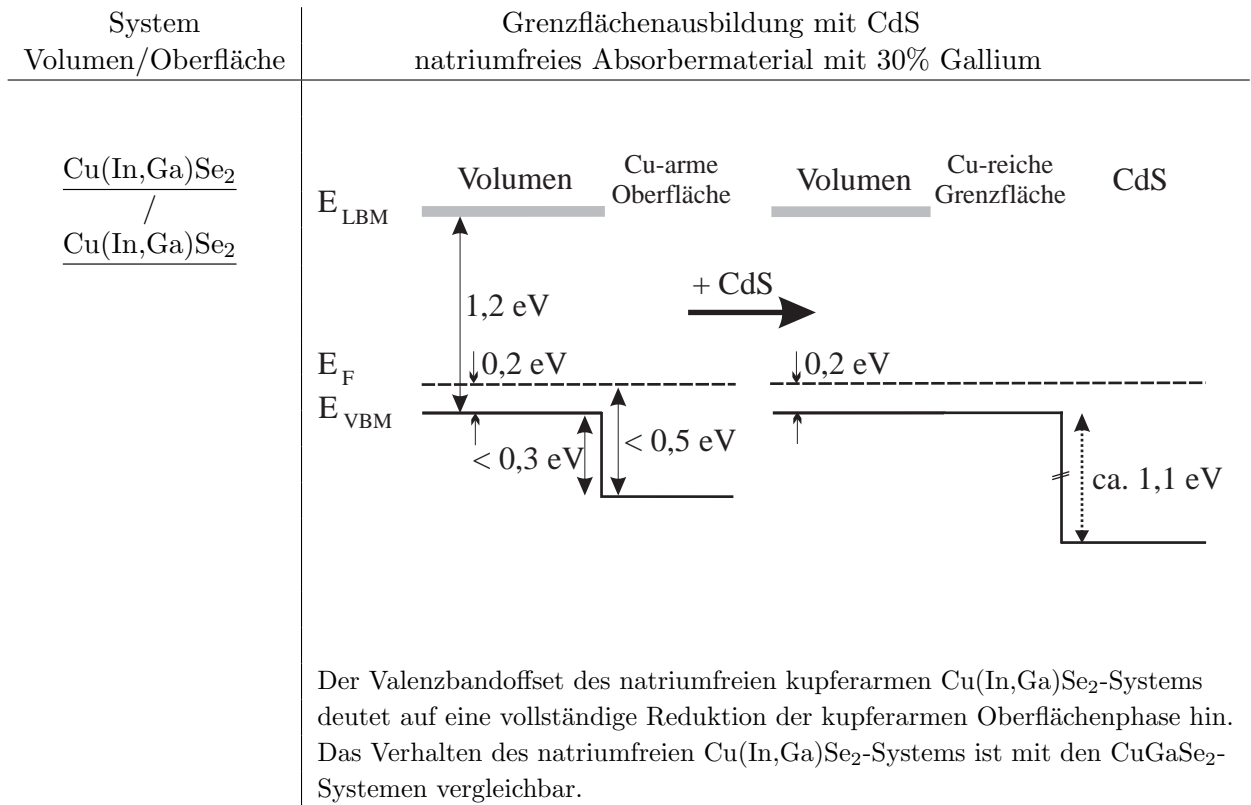 System
Volumen/Oberfläche
Grenzflächenausbildung mit CdS
natriumfreies Absorbermaterial mit 30% Gallium
Cu(In,Ga)Se₂
/
Cu(In,Ga)Se₂
E LBM
Volumen
Cu-arme
Oberfläche
Volumen
Cu-reiche
Grenzfläche
CdS
1,2 eV
+ CdS
E F
0,2 eV
0,2 eV
E VBM
< 0,3 eV
< 0,5 eV
ca. 1,1 eV
Der Valenzbandoffset des natriumfreien kupferarmen Cu(In,Ga)Se₂-Systems
deutet auf eine vollständige Reduktion der kupferarmen Oberflächenphase hin.
Das Verhalten des natriumfreien Cu(In,Ga)Se₂-Systems ist mit den CuGaSe₂-
Systemen vergleichbar.